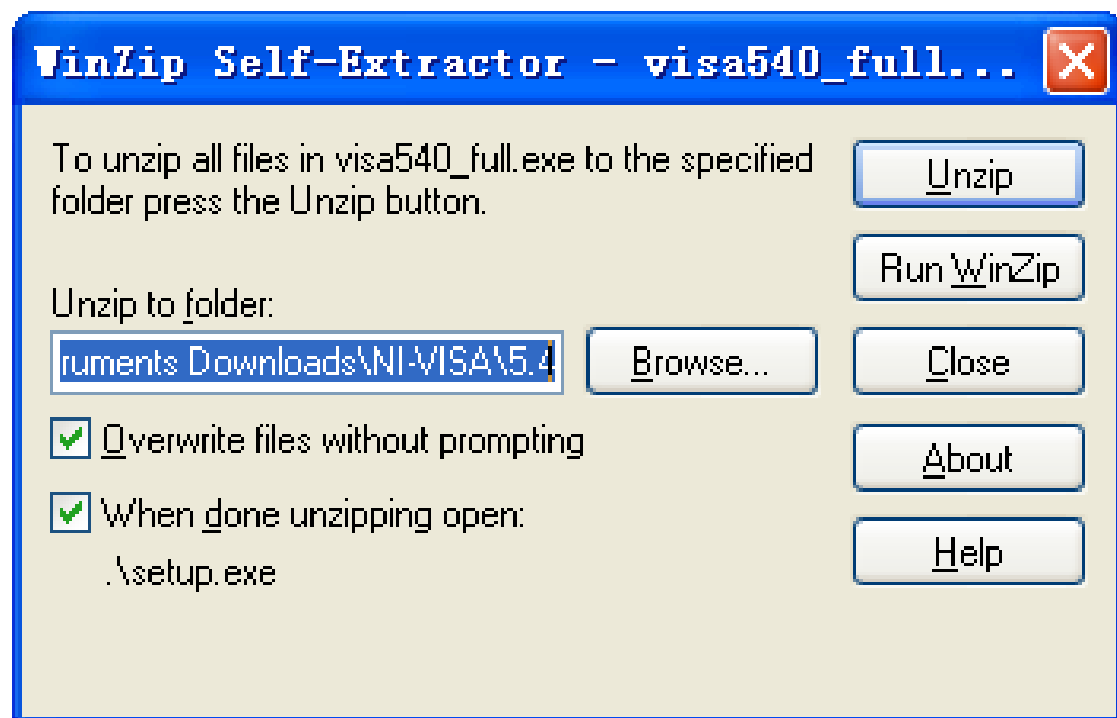 WinZip Self-Extractor - visa540_full...
To unzip all files in visa540_full.exe to the specified
folder press the Unzip button.
Unzip to folder:
ruments Downloads\NI-VISA\5.4
Browse...
Overwrite files without prompting
When done unzipping open:
.\setup.exe
Unzip
Run WinZip
Close
About
Help